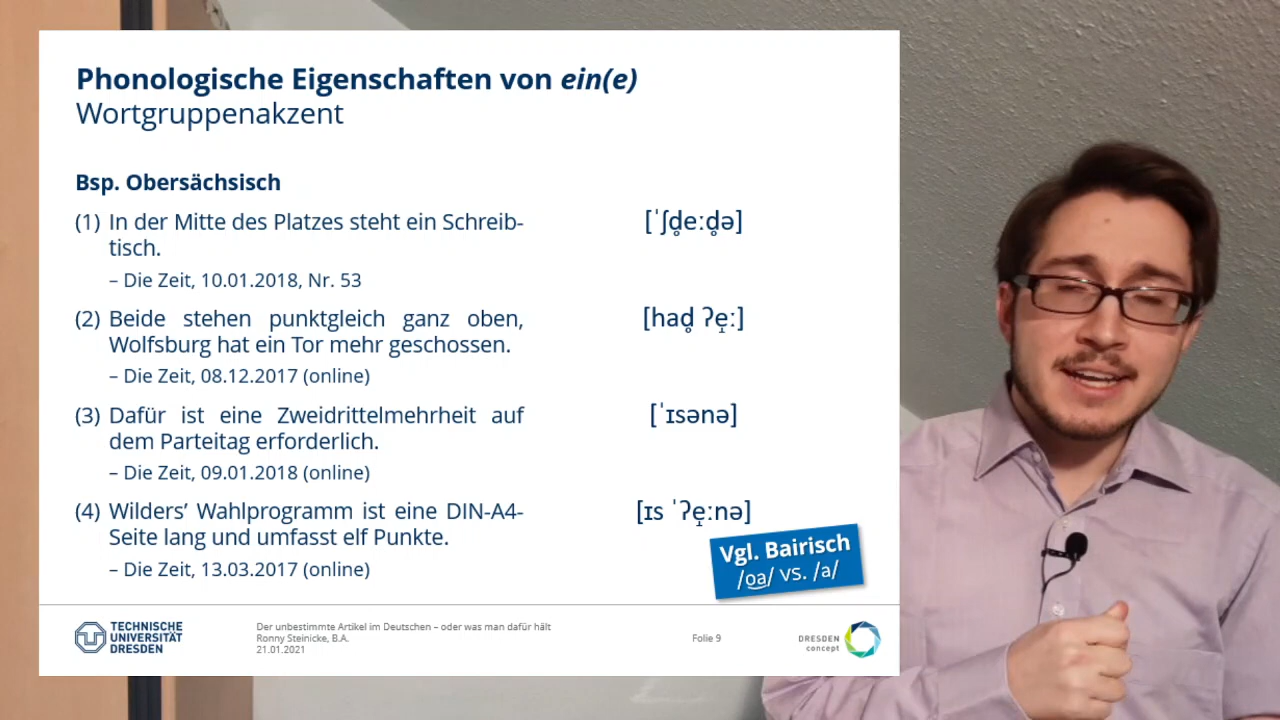 Phonologische Eigenschaften von ein(e)
Wortgruppenakzent
Bsp. Obersächsisch
(1) In der Mitte des Platzes steht ein Schreib-
tisch.
[ˈʃd̥eːd̥ə]
– Die Zeit, 10.01.2018, Nr. 53
(2) Beide stehen punktgleich ganz oben,
Wolfsburg hat ein Tor mehr geschossen.
[had̥ ʔe̝ː]
– Die Zeit, 08.12.2017 (online)
(3) Dafür ist eine Zweidrittelmehrheit auf
dem Parteitag erforderlich.
[ˈɪsənə]
– Die Zeit, 09.01.2018 (online)
(4) Wilders’ Wahlprogramm ist eine DIN-A4-
Seite lang und umfasst elf Punkte.
[ɪs ˈʔe̝ːnə]
– Die Zeit, 13.03.2017 (online)
Vgl. Bairisch
/o͜a/ vs. /a/
TECHNISCHE
UNIVERSITÄT
DRESDEN
Der unbestimmte Artikel im Deutschen – oder was man dafür hält
Ronny Steinicke, B.A.
21.01.2021
Folie 9
DRESDEN
concept